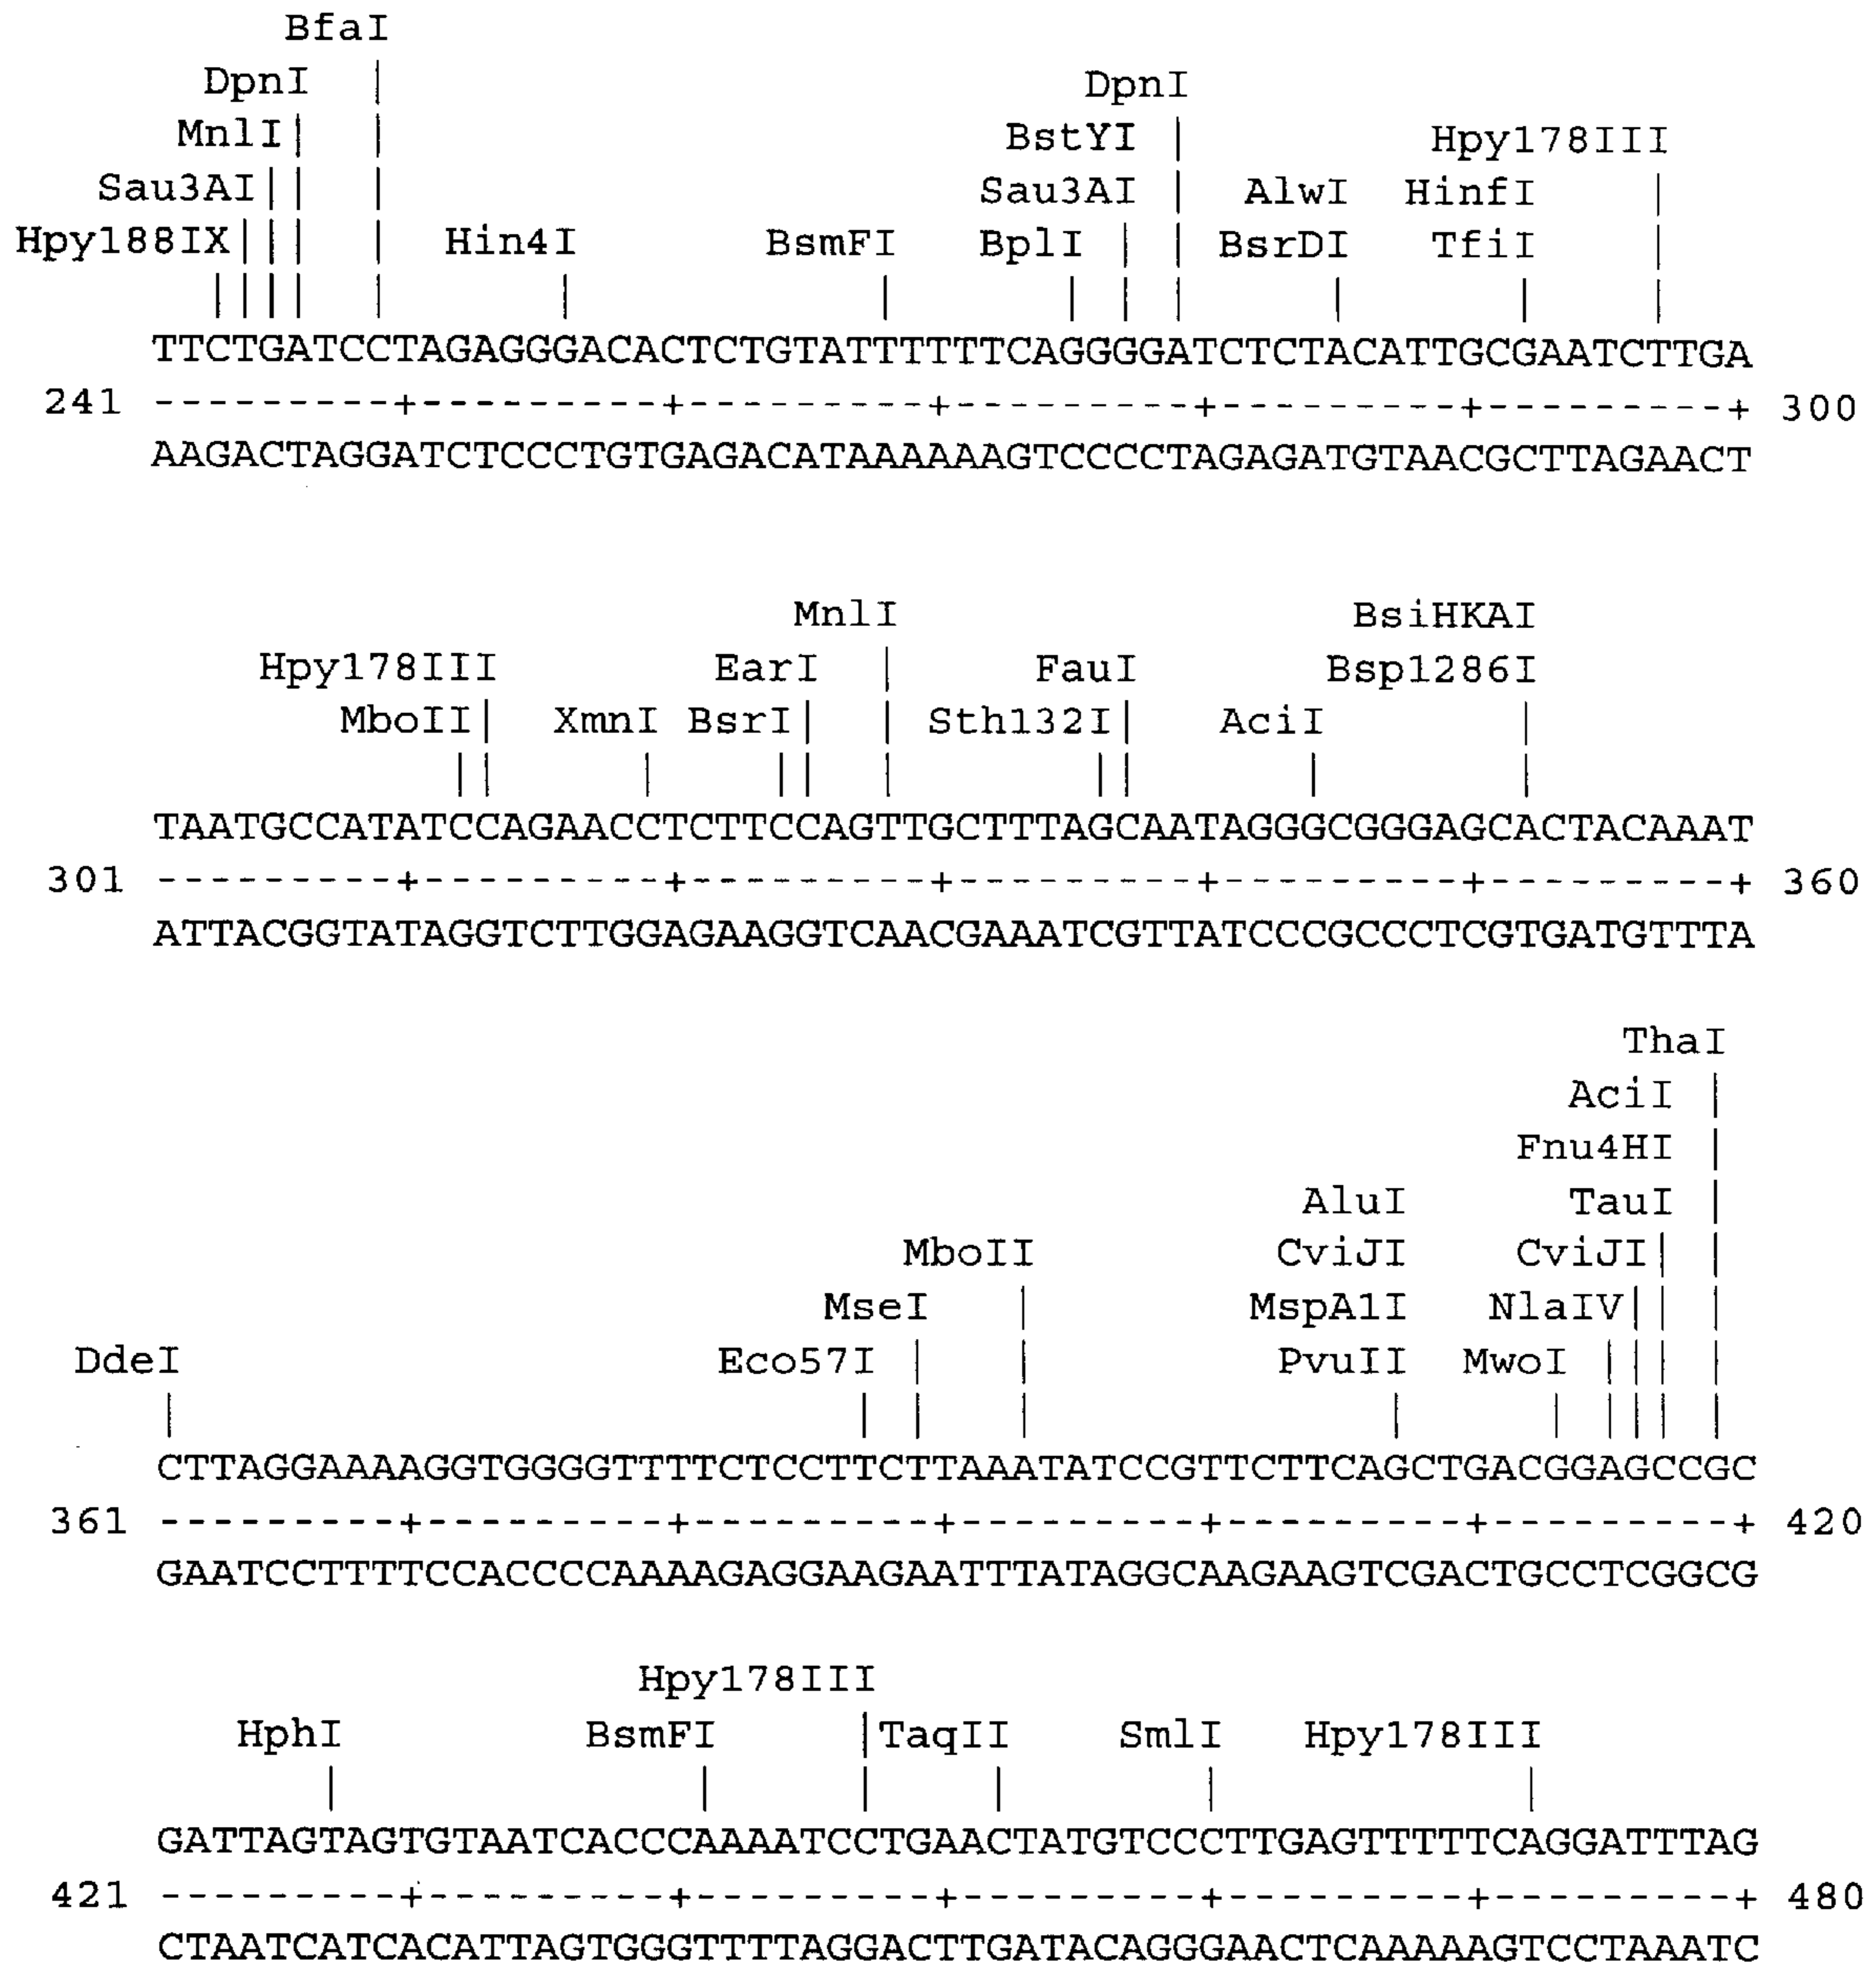 BfaI
DpnI DpnI
MnlI BstYI Hpy178III
Sau3AI Sau3AI AlwI HinfI
Hpy188IX Hin4I BsmFI BplI BsrDI TfiI
TTCTGATCCTAGAGGGACACTCTGTATTTTTTCAGGGGATCTCTACATTGCGAATCTTGA
241 ---------+---------+---------+---------+---------+---------+ 300
AAGACTAGGATCTCCCTGTGAGACATAAAAAAGTCCCCTAGAGATGTAACGCTTAGAACT
MnlI BsiHKAI
Hpy178III EarI FauI Bsp1286I
MboII XmnI BsrI Sth132I AciI
TAATGCCATATCCAGAACCTCTTCCAGTTGCTTTAGCAATAGGGCGGGAGCACTACAAAT
301 ---------+---------+---------+---------+---------+---------+ 360
ATTACGGTATAGGTCTTGGAGAAGGTCAACGAAATCGTTATCCCGCCCTCGTGATGTTTA
ThaI
AciI
Fnu4HI
AluI TauI
MboII CviJI CviJI
MseI MspA1I NlaIV
DdeI Eco57I PvuII MwoI
CTTAGGAAAAGGTGGGGTTTTCTCCTTCTTAAATATCCGTTCTTCAGCTGACGGAGCCGC
361 ---------+---------+---------+---------+---------+---------+ 420
GAATCCTTTTCCACCCCAAAAGAGGAAGAATTTATAGGCAAGAAGTCGACTGCCTCGGCG
Hpy178III
HphI BsmFI TaqII SmlI Hpy178III
GATTAGTAGTGTAATCACCCAAAATCCTGAACTATGTCCCTTGAGTTTTTCAGGATTTAG
421 ---------+---------+---------+---------+---------+---------+ 480
CTAATCATCACATTAGTGGGTTTTAGGACTTGATACAGGGAACTCAAAAAGTCCTAAATC